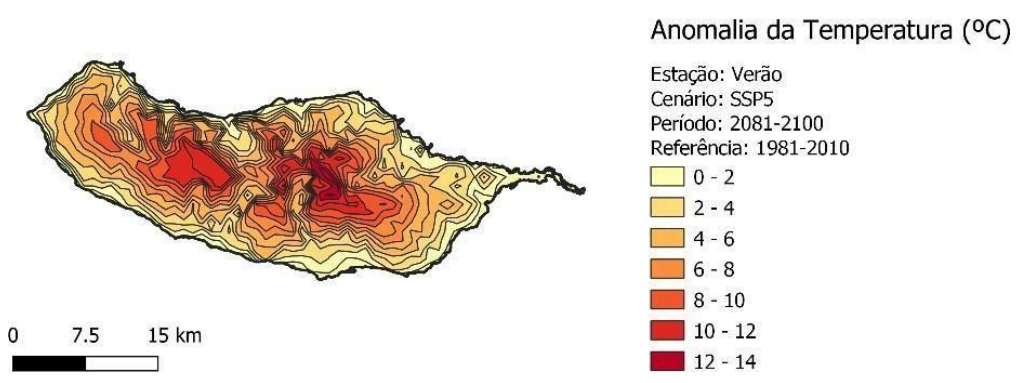 Anomalia da Temperatura (ºC)
Estação: Verão
Cenário: SSP5
Período: 2081-2100
Referência: 1981-2010
0 - 2
2 - 4
4 - 6
6 - 8
8 - 10
10 - 12
12 - 14
0 7.5 15 km